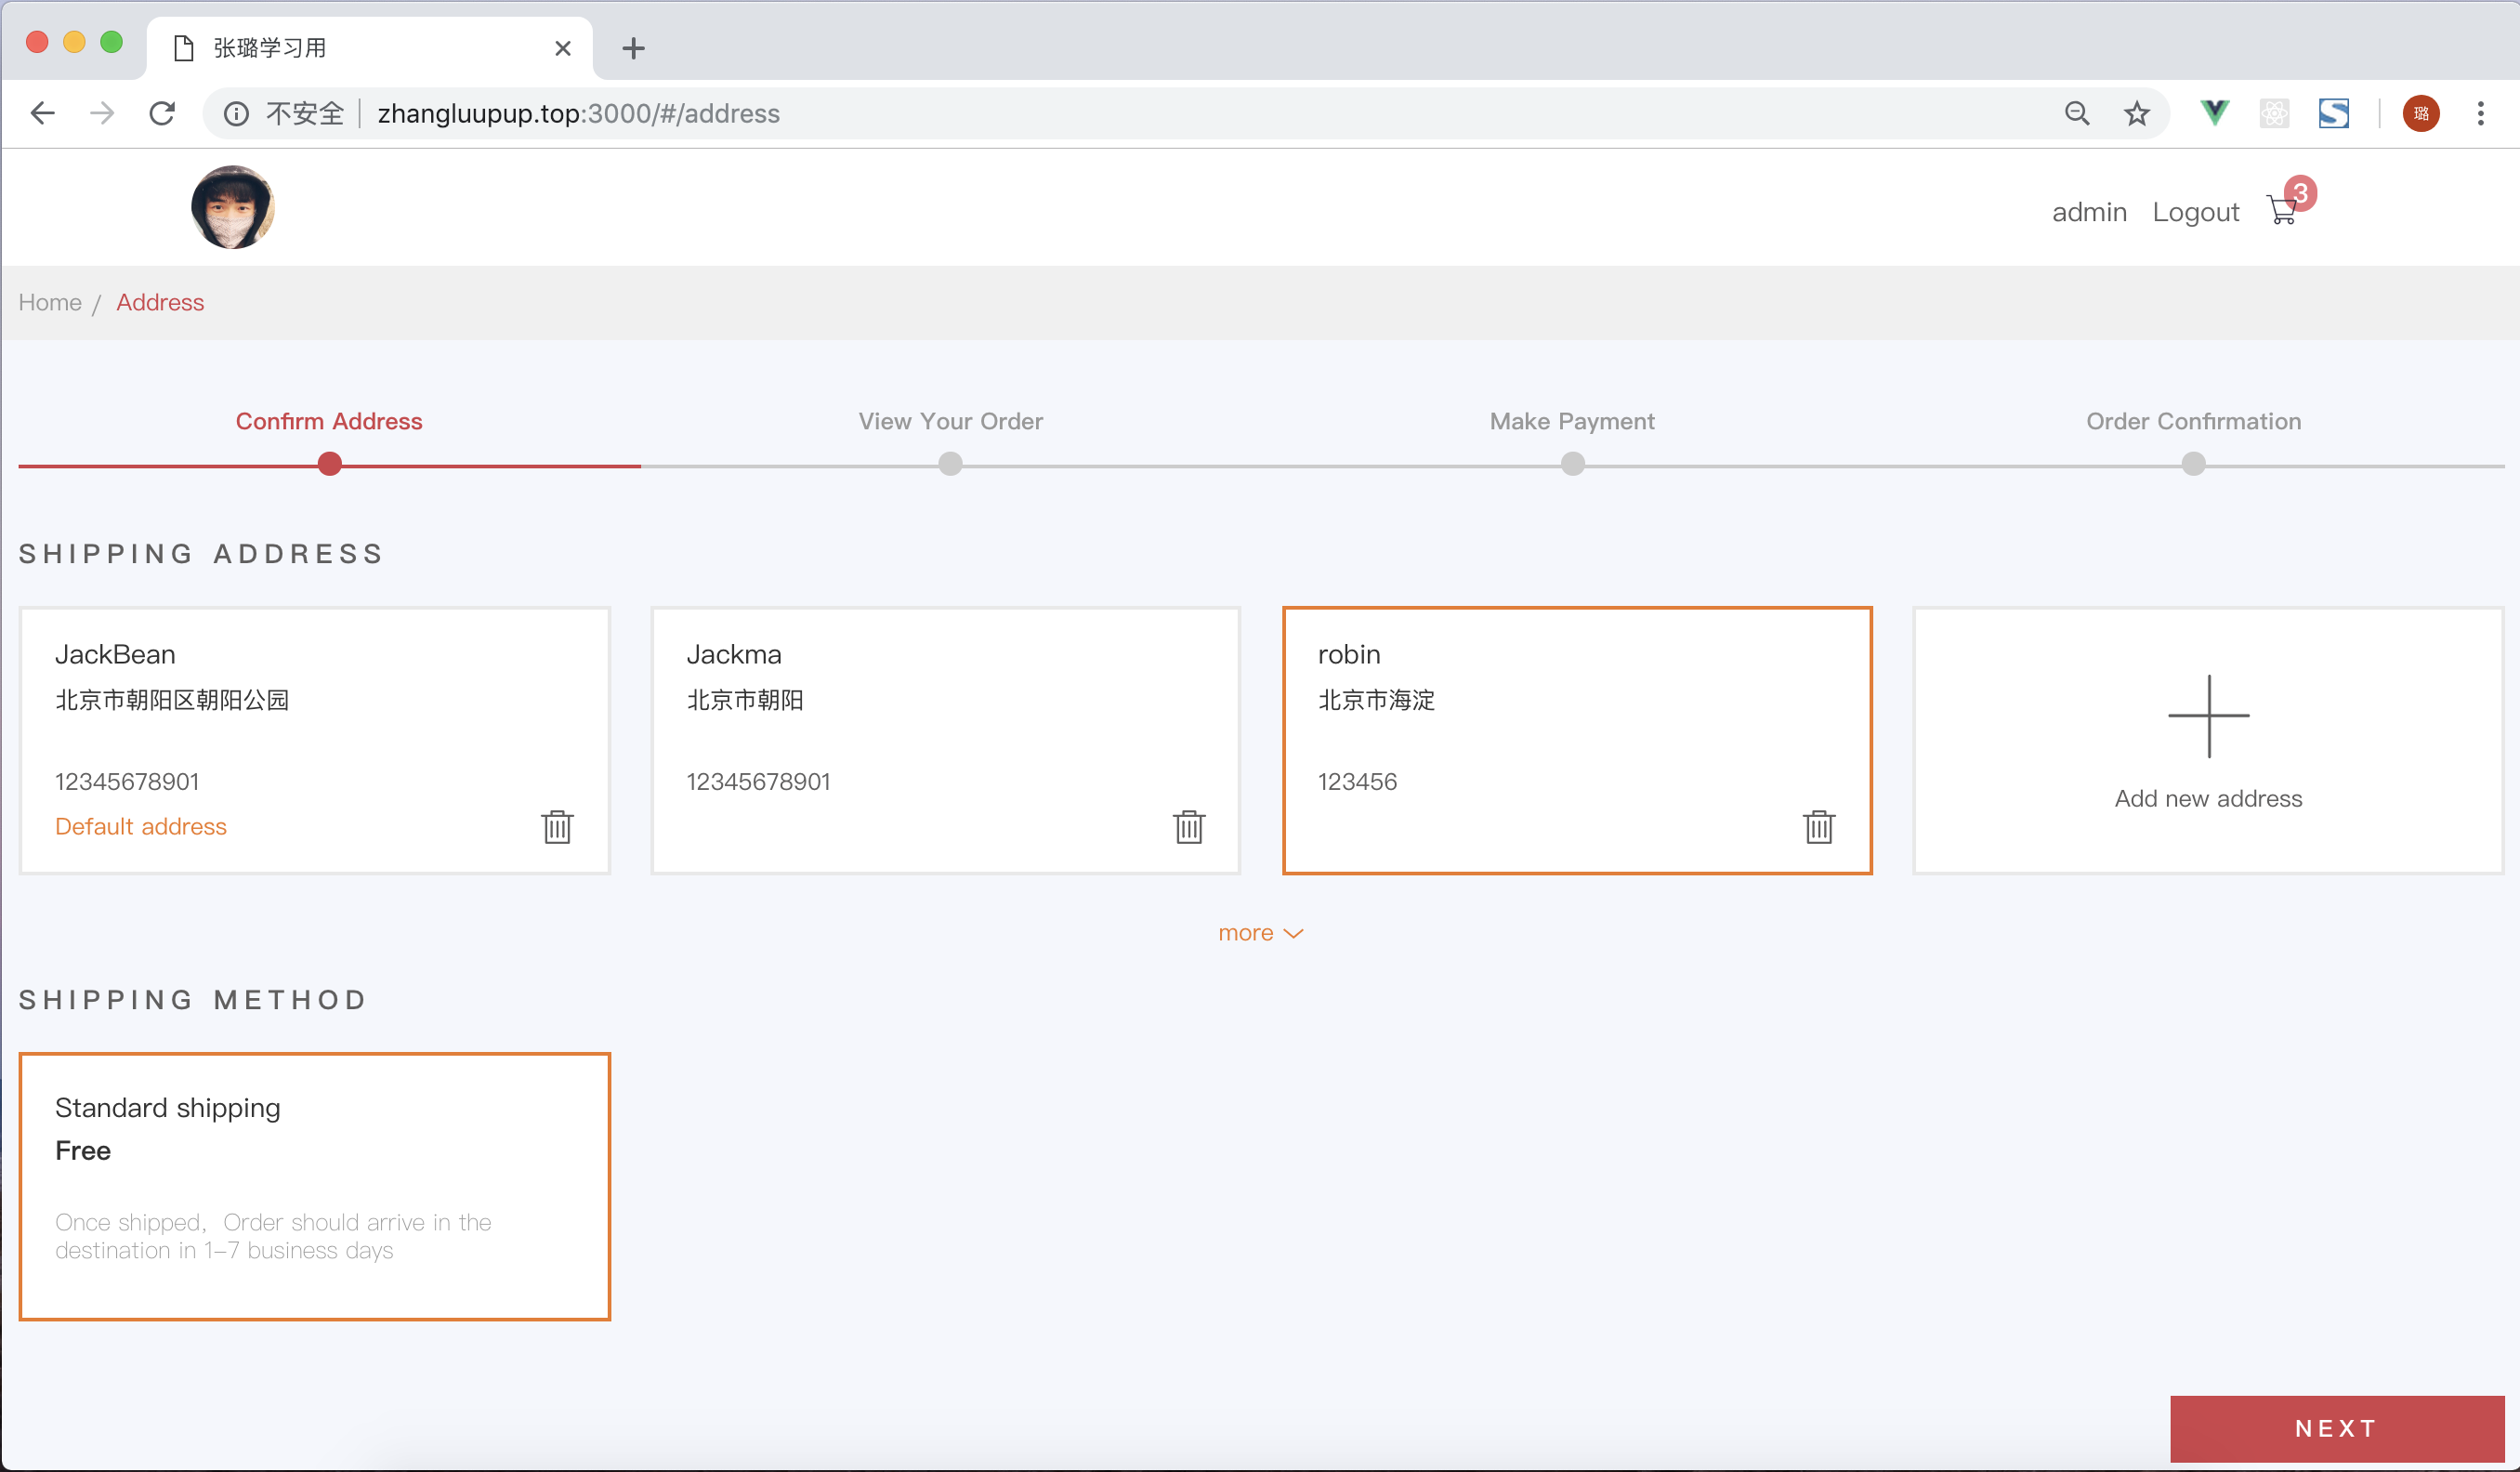 张璐学习用
不安全 zhangluupup.top:3000/#/address
璐
admin Logout 3
Home / Address
Confirm Address View Your Order Make Payment Order Confirmation
SHIPPING ADDRESS
JackBean
北京市朝阳区朝阳公园
12345678901
Default address
Jackma
北京市朝阳
12345678901
robin
北京市海淀
123456
Add new address
more
SHIPPING METHOD
Standard shipping
Free
Once shipped，Order should arrive in the
destination in 1-7 business days
NEXT